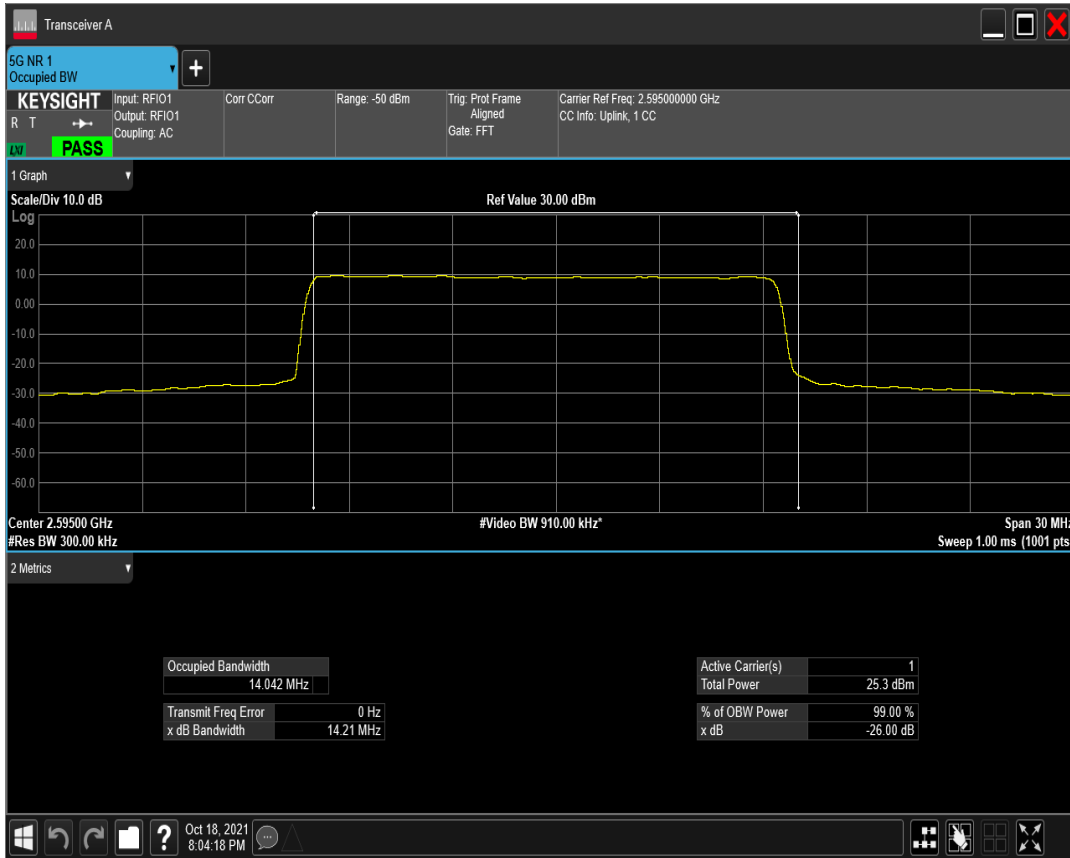 Transceiver A
5G NR 1
Occupied BW
+
KEYSIGHT
R T
LXI
PASS
Input: RFIO1
Output: RFIO1
Coupling: AC
Corr CCorr
Range: -50 dBm
Trig: Prot Frame
Aligned
Gate: FFT
Carrier Ref Freq: 2.595000000 GHz
CC Info: Uplink, 1 CC
1 Graph
Scale/Div 10.0 dB
Ref Value 30.00 dBm
Log
20.0
10.0
0.00
-10.0
-20.0
-30.0
-40.0
-50.0
-60.0
Center 2.59500 GHz
#Video BW 910.00 kHz*
Span 30 MHz
#Res BW 300.00 kHz
Sweep 1.00 ms (1001 pts
2 Metrics
Occupied Bandwidth
14.042 MHz
Transmit Freq Error 0 Hz
x dB Bandwidth 14.21 MHz
Active Carrier(s) 1
Total Power 25.3 dBm
% of OBW Power 99.00 %
x dB -26.00 dB
?
Oct 18, 2021
8:04:18 PM